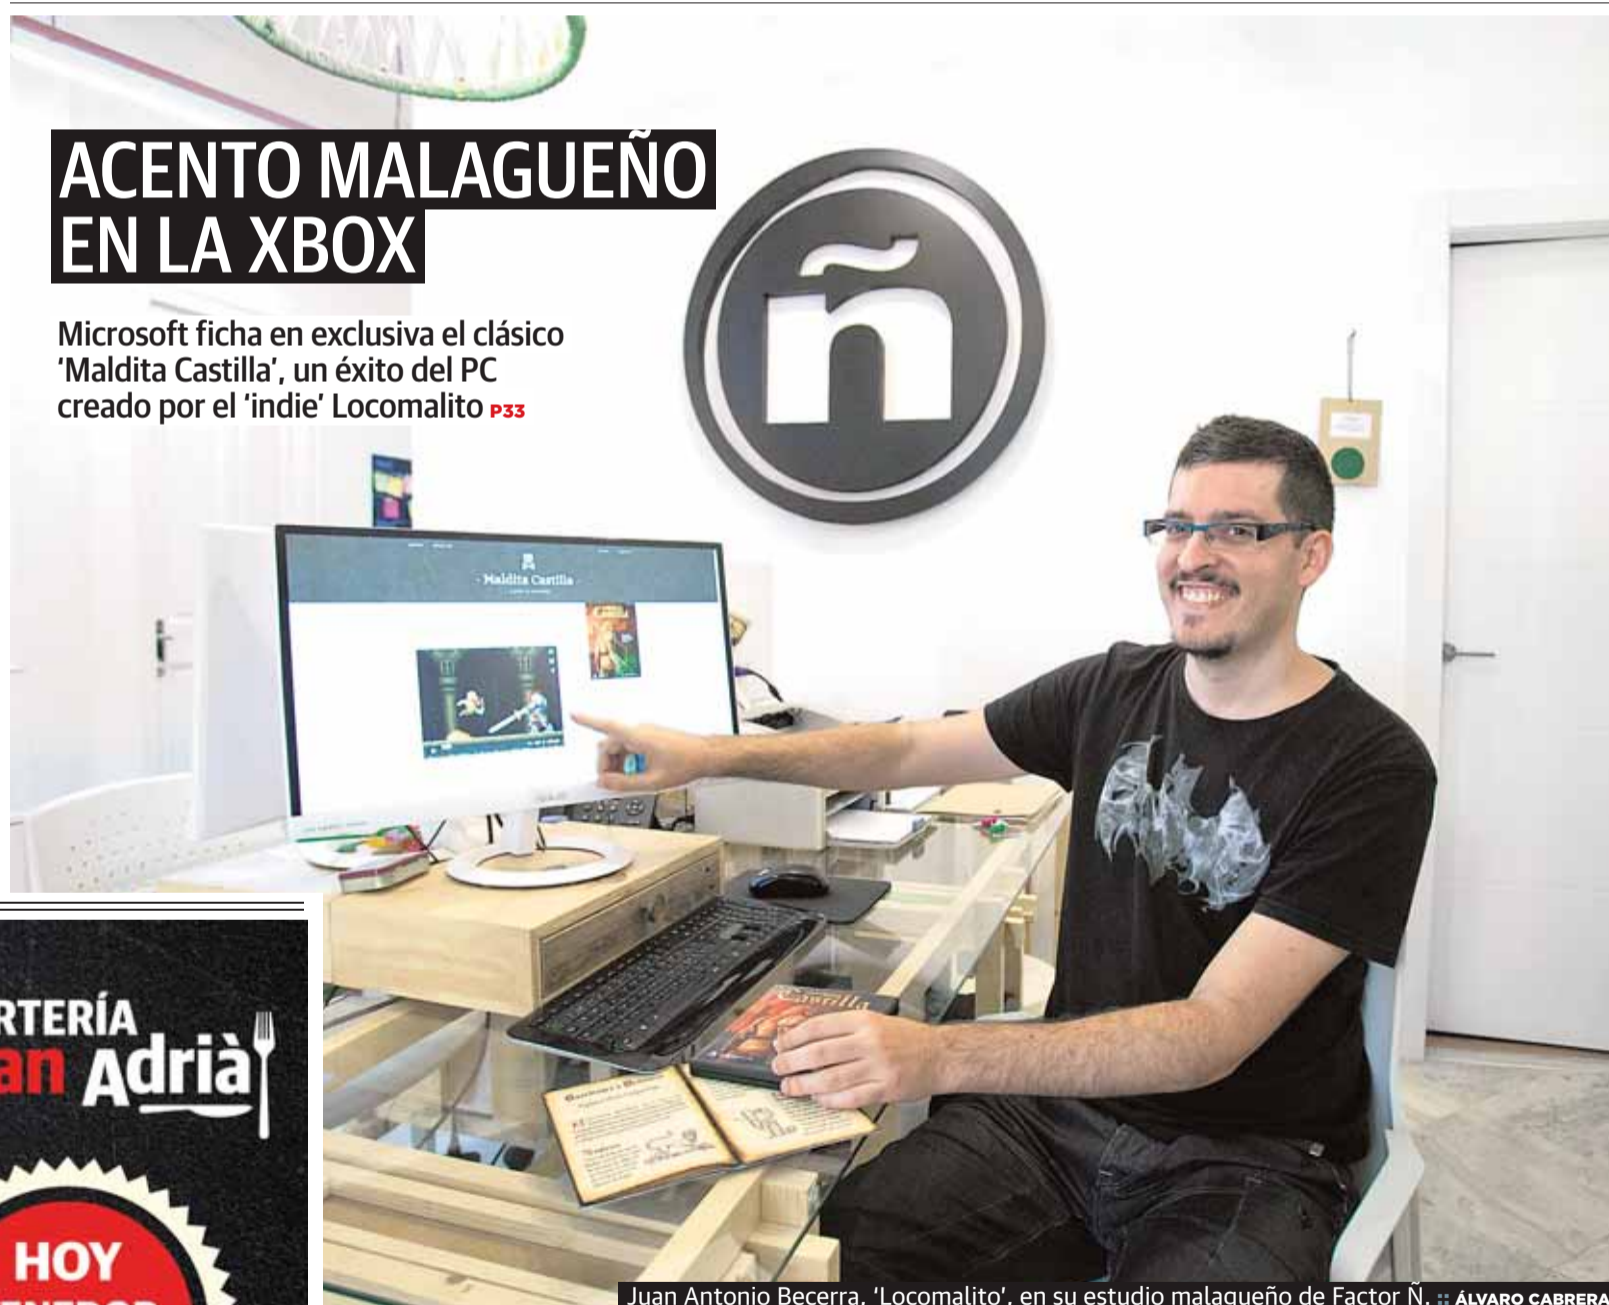 ACENTO MALAGUEÑO
EN LA XBOX
Microsoft ficha en exclusiva el clásico
‘Maldita Castilla’, un éxito del PC
creado por el ‘indie’ Locomalito P33
ñ
Maldita Castilla
Castilla
RTERÍA
an Adrià
HOY
Juan Antonio Becerra, ‘Locomalito’, en su estudio malagueño de Factor Ñ. :: ÁLVARO CABRERA